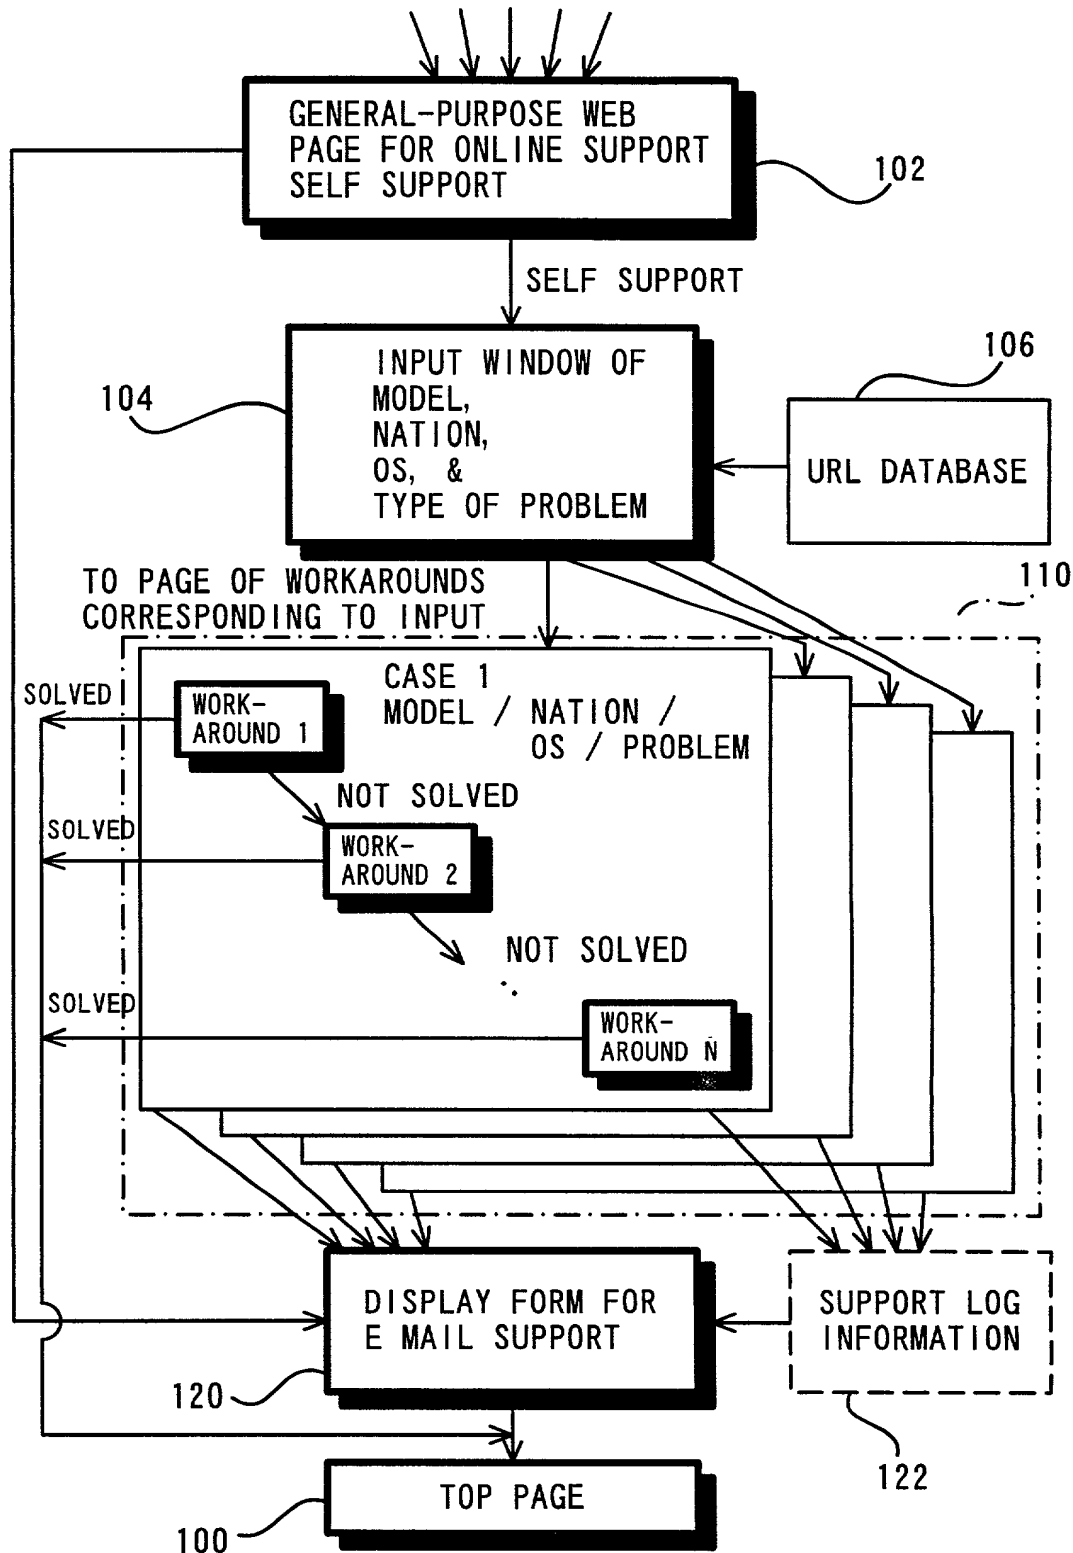 GENERAL-PURPOSE WEB
PAGE FOR ONLINE SUPPORT
SELF SUPPORT
102
SELF SUPPORT
INPUT WINDOW OF
MODEL,
NATION,
OS, &
TYPE OF PROBLEM
104
106
URL DATABASE
TO PAGE OF WORKAROUNDS
CORRESPONDING TO INPUT
110
CASE 1
MODEL / NATION /
OS / PROBLEM
SOLVED
WORK-
AROUND 1
NOT SOLVED
SOLVED
WORK-
AROUND 2
NOT SOLVED
SOLVED
WORK-
AROUND N
DISPLAY FORM FOR
E MAIL SUPPORT
120
SUPPORT LOG
INFORMATION
122
TOP PAGE
100